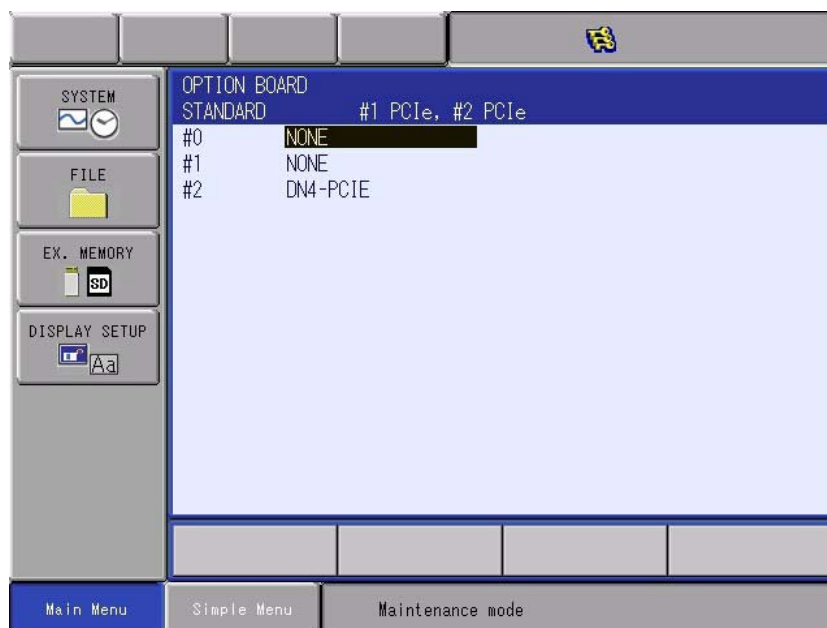 SYSTEM
FILE
EX. MEMORY
SD
DISPLAY SETUP
Aa
OPTION BOARD
STANDARD #1 PCIe, #2 PCIe
#0 NONE
#1 NONE
#2 DN4-PCIE
Main Menu Simple Menu Maintenance mode